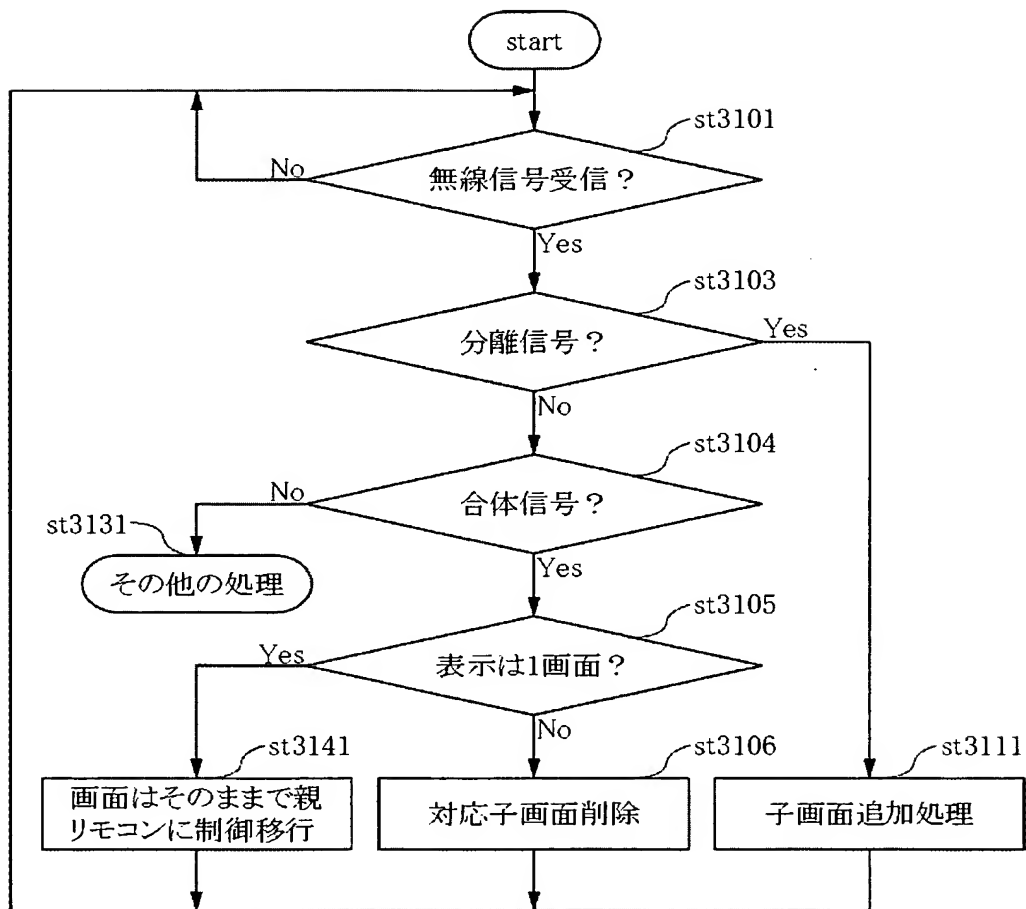 start
st3101
無線信号受信？
No
Yes
st3103
分離信号？
Yes
No
st3104
合体信号？
No
st3131
その他の処理
Yes
st3105
表示は1画面？
Yes
No
st3141
画面はそのままで親
リモコンに制御移行
st3106
対応子画面削除
st3111
子画面追加処理